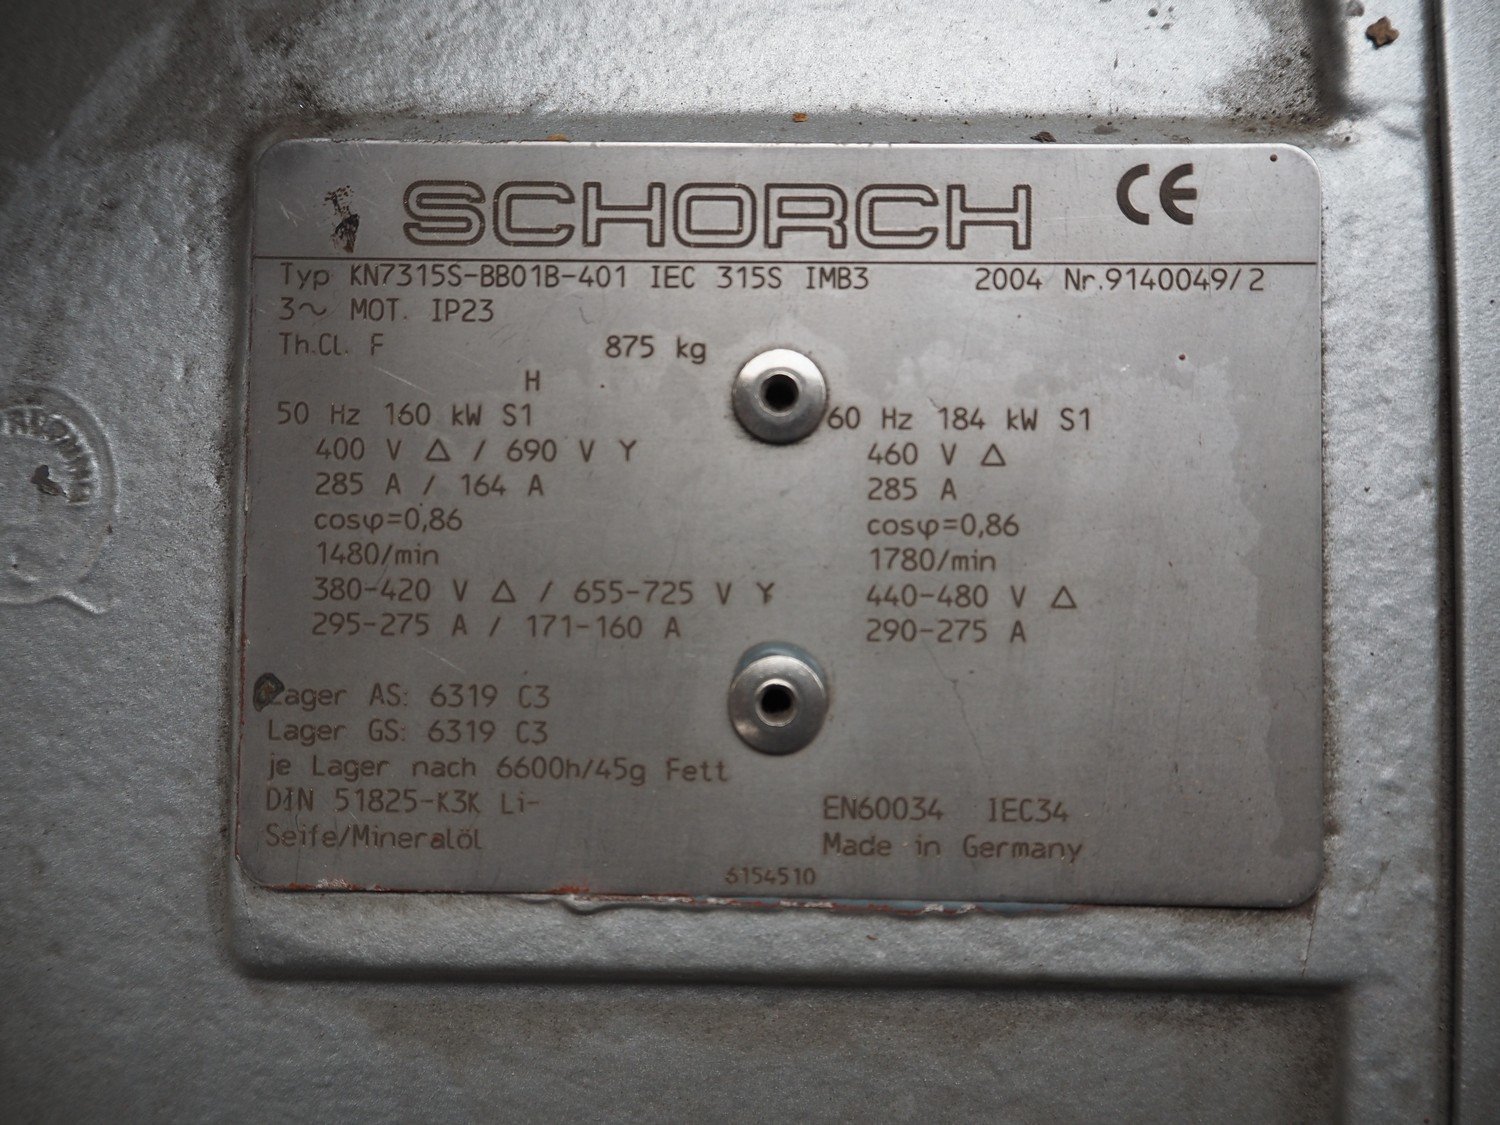 SCHORCH CE
Typ KN7315S-BB01B-401 IEC 315S IMB3 2004 Nr.9140049/2
3~ MOT. IP23
Th.Cl. F 875 kg
H
50 Hz 160 kW S1 60 Hz 184 kW S1
400 V △ / 690 V Y 460 V △
285 A / 164 A 285 A
cosφ=0,86 cosφ=0,86
1480/min 1780/min
380-420 V △ / 655-725 V Y 440-480 V △
295-275 A / 171-160 A 290-275 A
Lager AS: 6319 C3
Lager GS: 6319 C3
je Lager nach 6600h/45g Fett
DIN 51825-K3K Li- EN60034 IEC34
Seife/Mineralöl Made in Germany
6154510